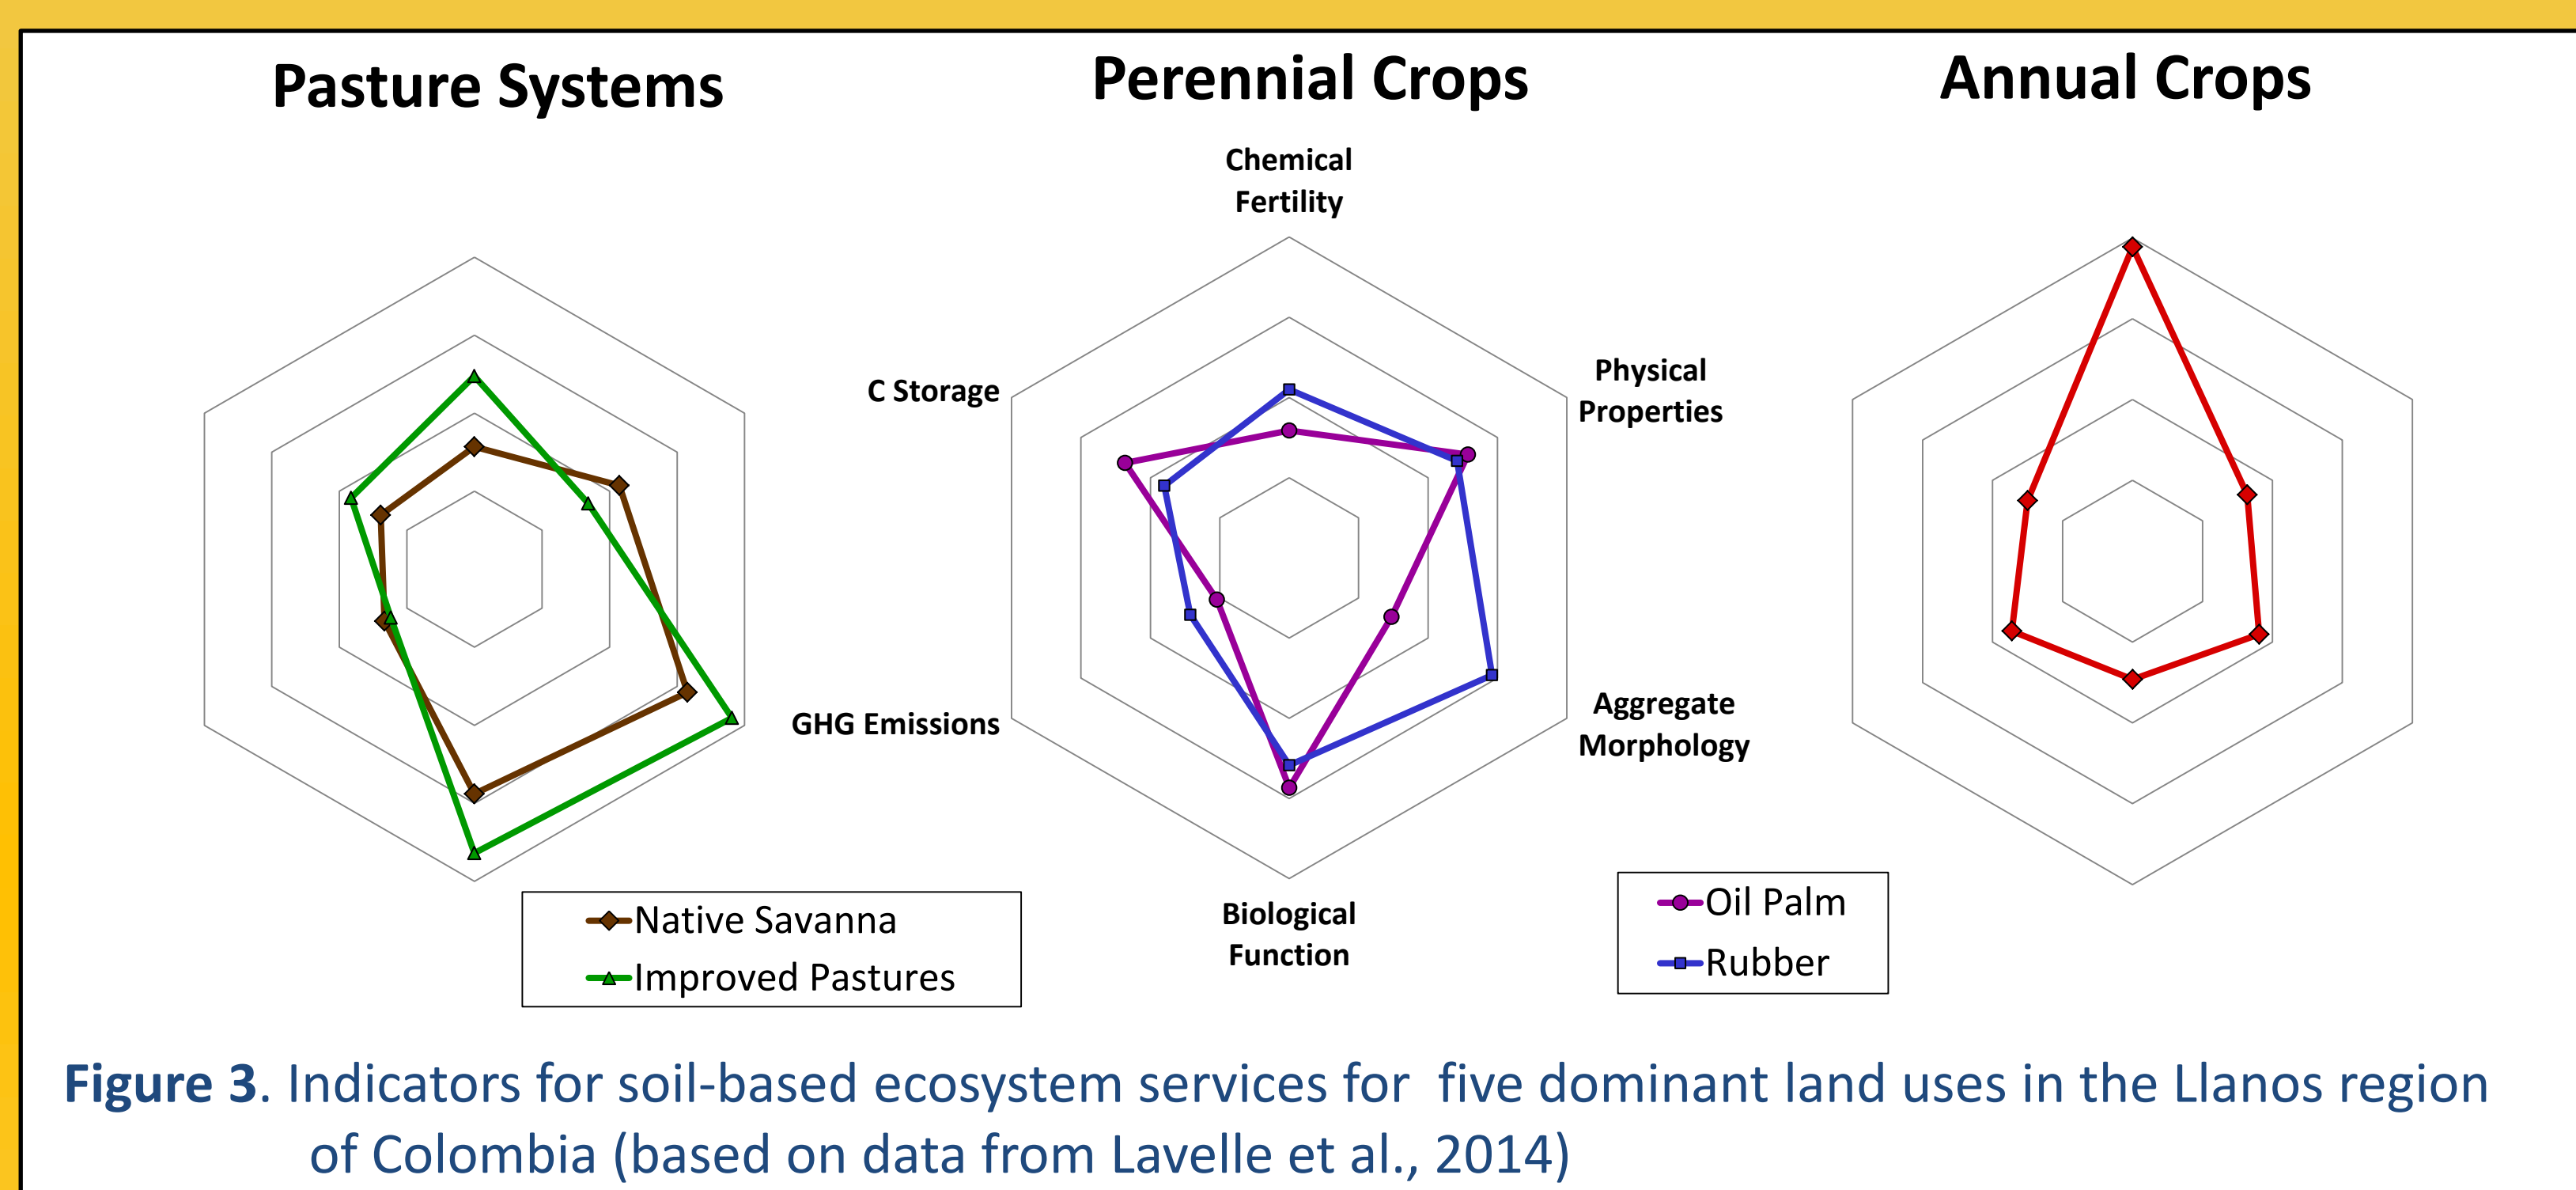 Pasture Systems
Perennial Crops
Annual Crops
Chemical
Fertility
C Storage
Physical
Properties
GHG Emissions
Aggregate
Morphology
Biological
Function
Native Savanna
Improved Pastures
Oil Palm
Rubber
Figure 3. Indicators for soil-based ecosystem services for  five dominant land uses in the Llanos region
of Colombia (based on data from Lavelle et al., 2014)